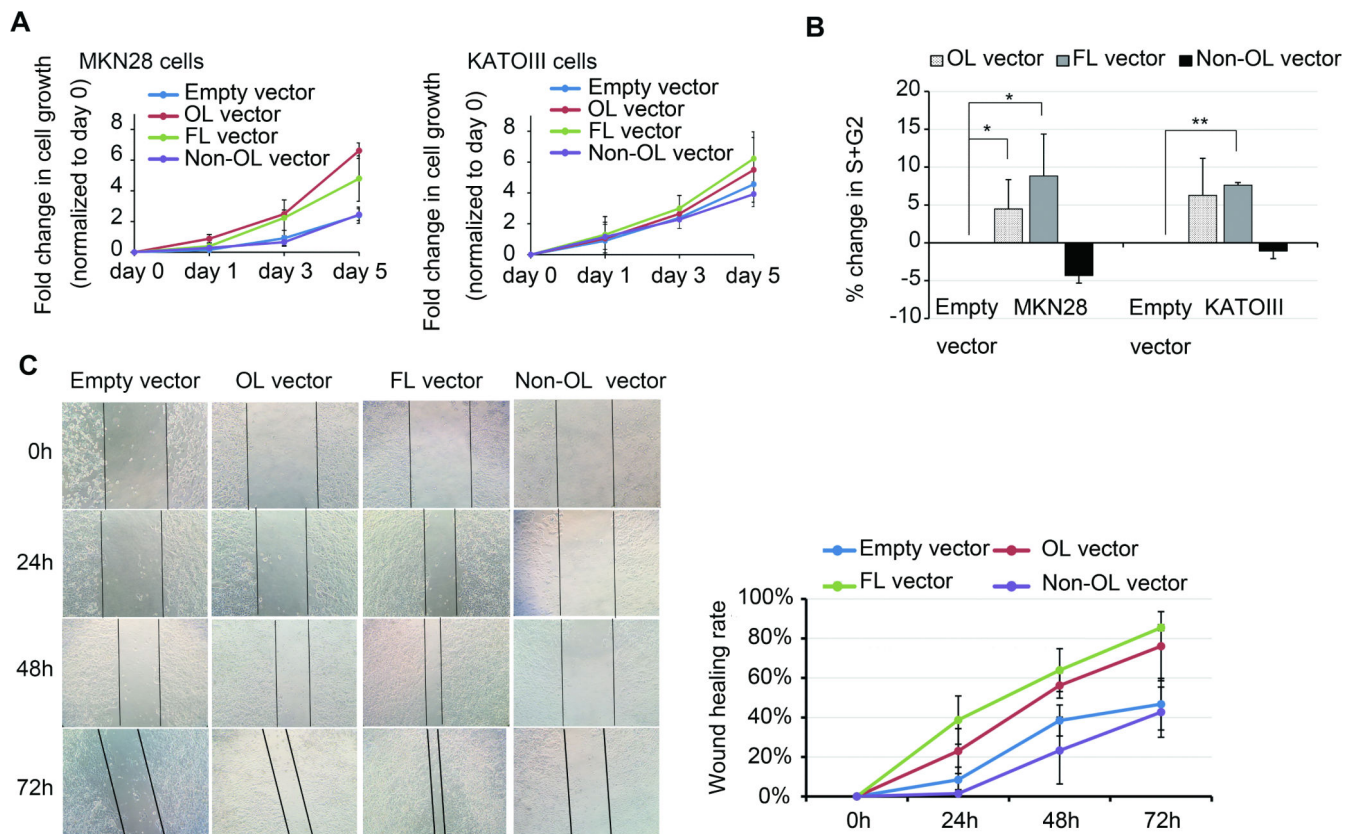 A
MKN28 cells
Fold change in cell growth
(normalized to day 0)
Empty vector
OL vector
FL vector
Non-OL vector
8
6
4
2
0
day 0 day 1 day 3 day 5
KATOIII cells
Fold change in cell growth
(normalized to day 0)
Empty vector
OL vector
FL vector
Non-OL vector
8
6
4
2
0
day 0 day 1 day 3 day 5
B
OL vector FL vector Non-OL vector
% change in S+G2
20
15
10
5
0
-5
-10
* * **
Empty MKN28 Empty KATOIII
vector vector
C
Empty vector OL vector FL vector Non-OL vector
0h
24h
48h
72h
Empty vector OL vector
FL vector Non-OL vector
Wound healing rate
100%
80%
60%
40%
20%
0%
0h 24h 48h 72h